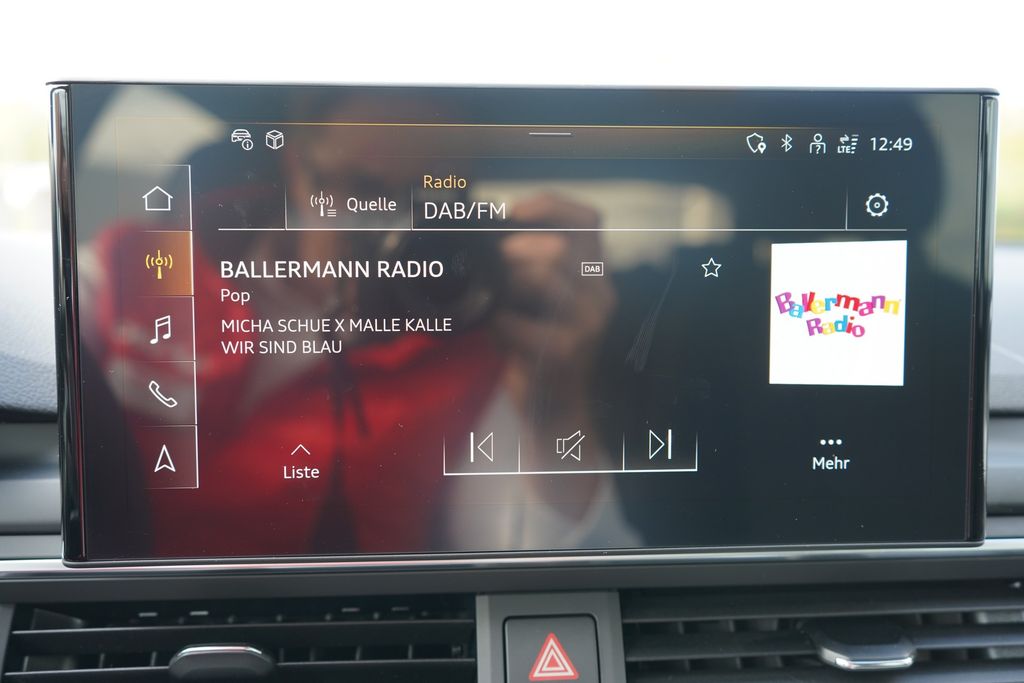 LTE 12:49
Quelle
Radio
DAB/FM
BALLERMANN RADIO
DAB
Pop
MICHA SCHUE X MALLE KALLE
WIR SIND BLAU
Ballermann
Radio
Liste
Mehr